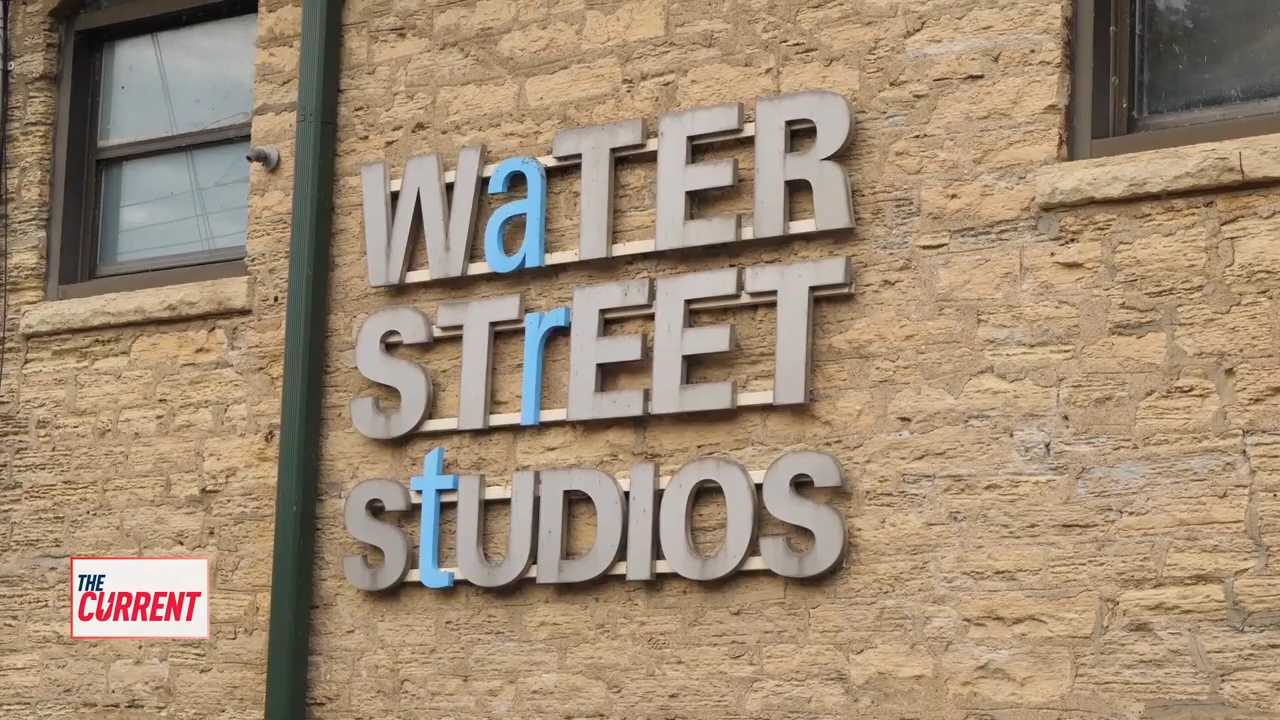 WaTER
STrEET
StUDIOS
THE
CURRENT